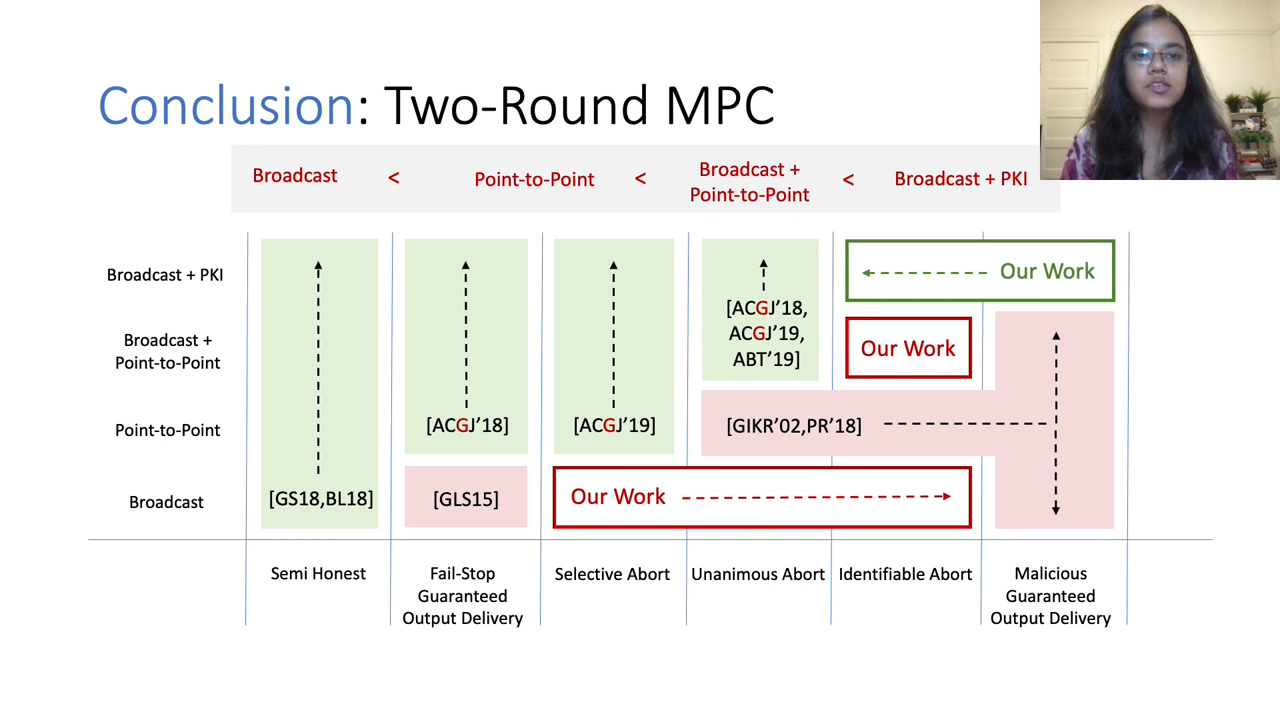 Conclusion: Two-Round MPC
Broadcast < Point-to-Point < Broadcast + Point-to-Point < Broadcast + PKI
Broadcast + PKI
Our Work
[ACGJ'18,
ACGJ'19,
ABT'19]
Broadcast +
Point-to-Point
Our Work
Point-to-Point
[ACGJ'18]
[ACGJ'19]
[GIKR'02,PR'18]
Broadcast
[GS18,BL18]
[GLS15]
Our Work
Semi Honest
Fail-Stop
Guaranteed
Output Delivery
Selective Abort
Unanimous Abort
Identifiable Abort
Malicious
Guaranteed
Output Delivery